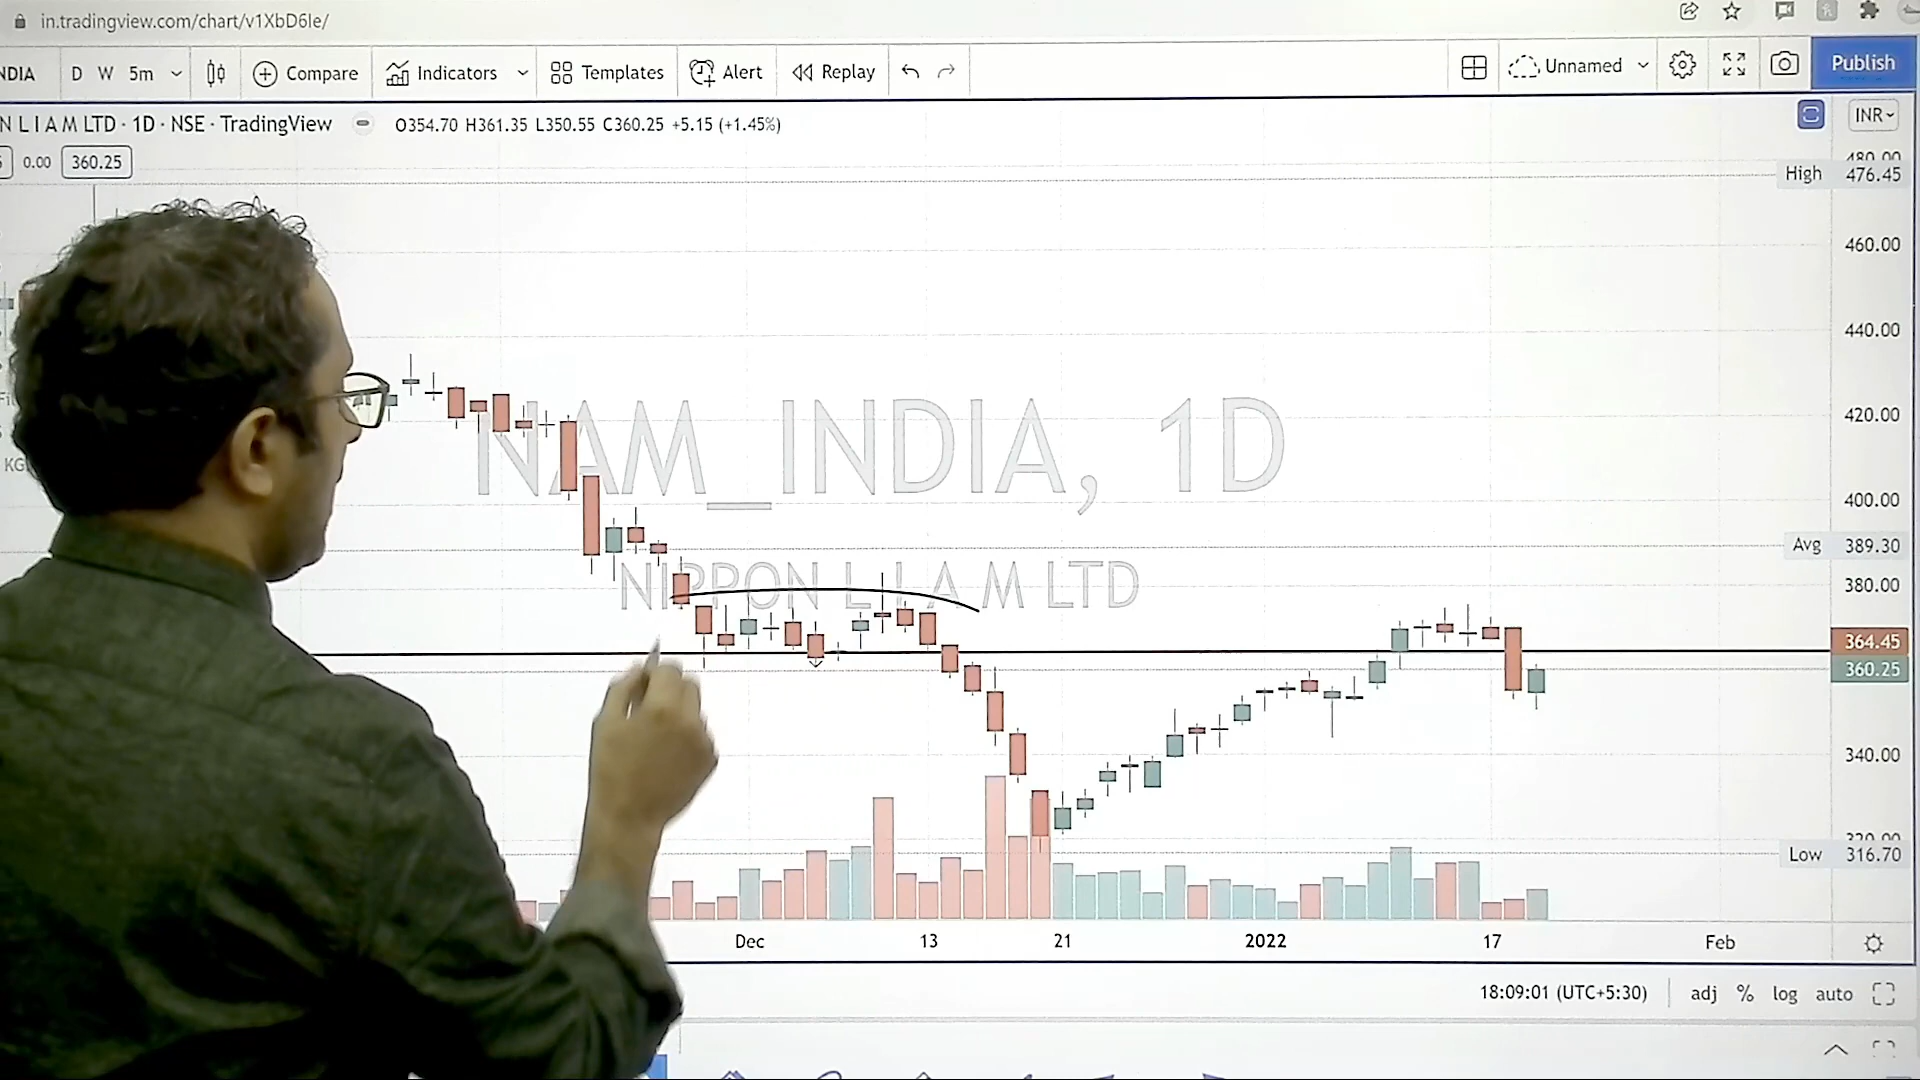 in.tradingview.com/chart/v1XbD6Ie/
NDIA D W 5m Compare Indicators Templates Alert Replay Unnamed Publish
N L I A M LTD · 1D · NSE · TradingView O354.70 H361.35 L350.55 C360.25 +5.15 (+1.45%) INR
0.00 360.25
480.00
High 476.45
460.00
440.00
420.00
NAM_INDIA, 1D
400.00
Avg 389.30
NIPPON L I A M LTD
380.00
364.45
360.25
340.00
320.00
Low 316.70
Dec 13 21 2022 17 Feb
18:09:01 (UTC+5:30) adj % log auto